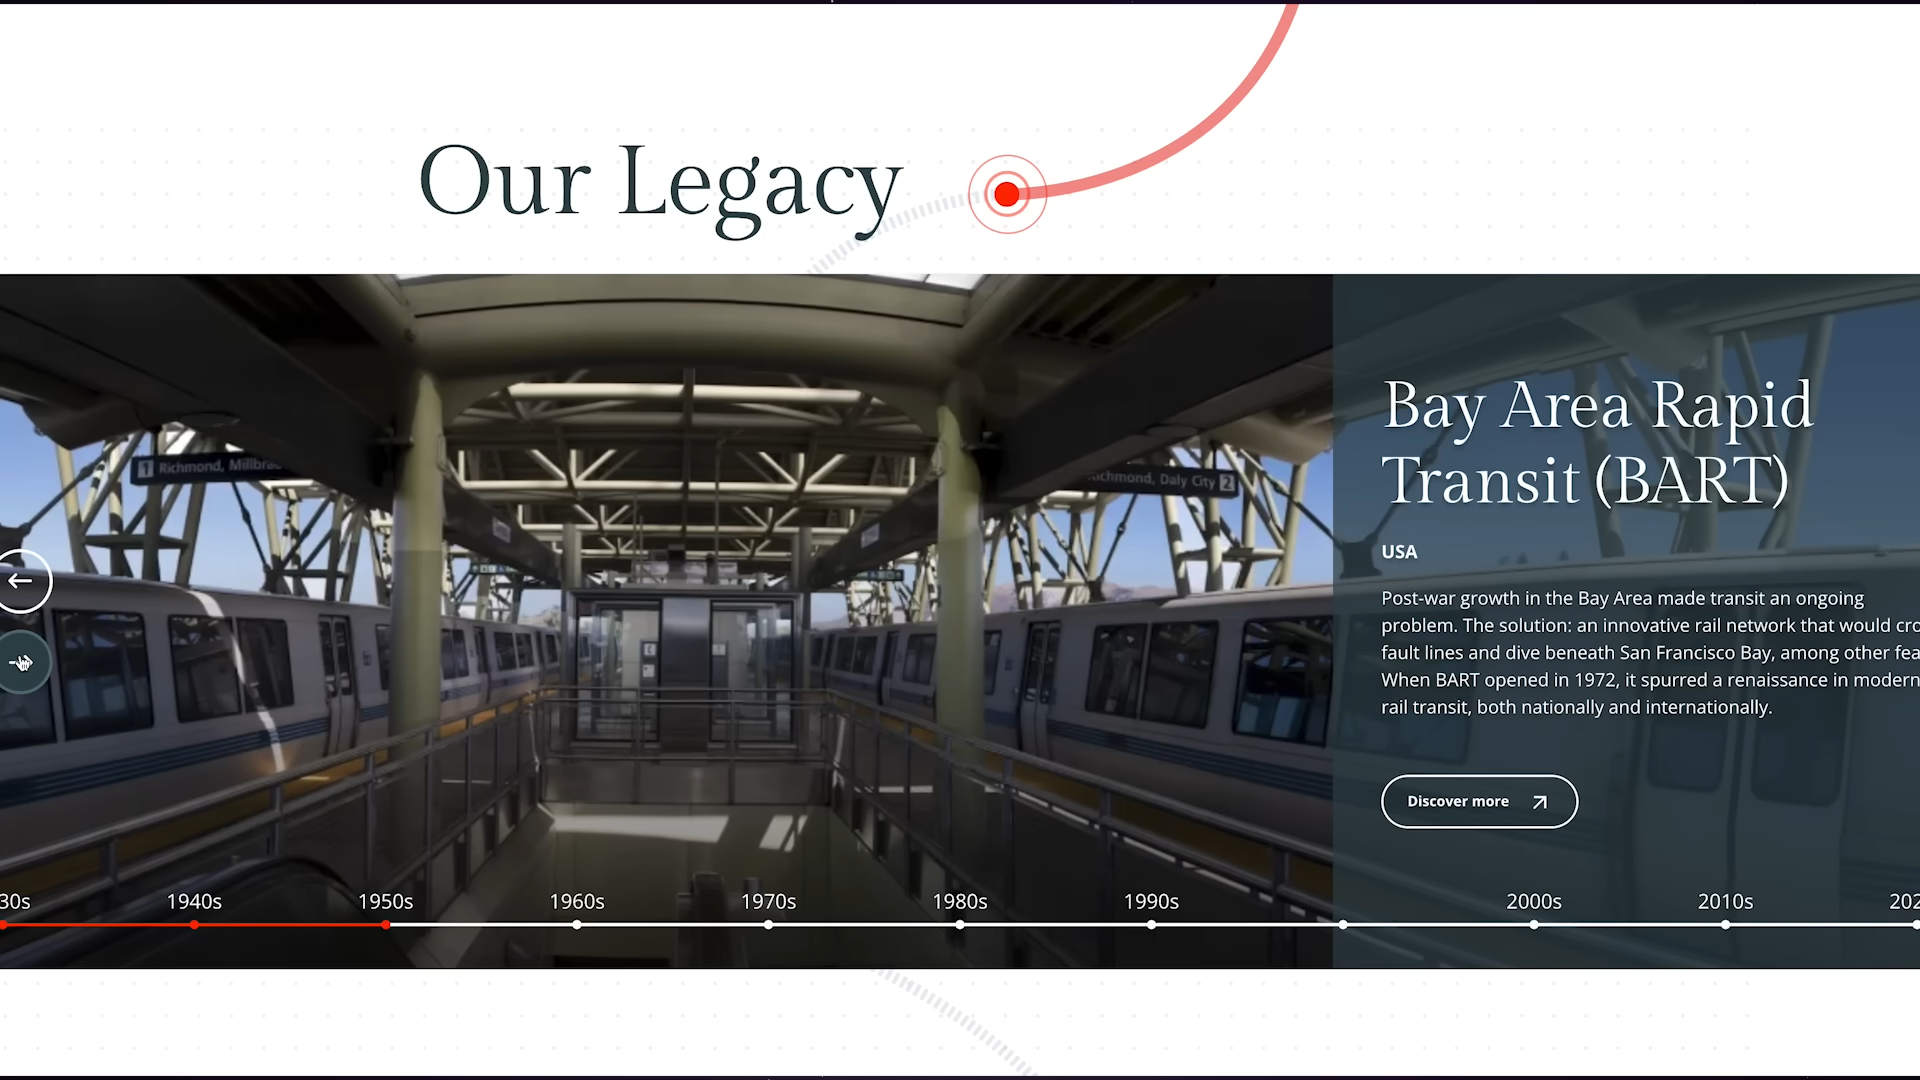 Our Legacy
1 Richmond, Millbrae
Richmond, Daly City 2
Bay Area Rapid
Transit (BART)
USA
Post-war growth in the Bay Area made transit an ongoing
problem. The solution: an innovative rail network that would cro
fault lines and dive beneath San Francisco Bay, among other fea
When BART opened in 1972, it spurred a renaissance in modern
rail transit, both nationally and internationally.
Discover more
30s 1940s 1950s 1960s 1970s 1980s 1990s 2000s 2010s 202